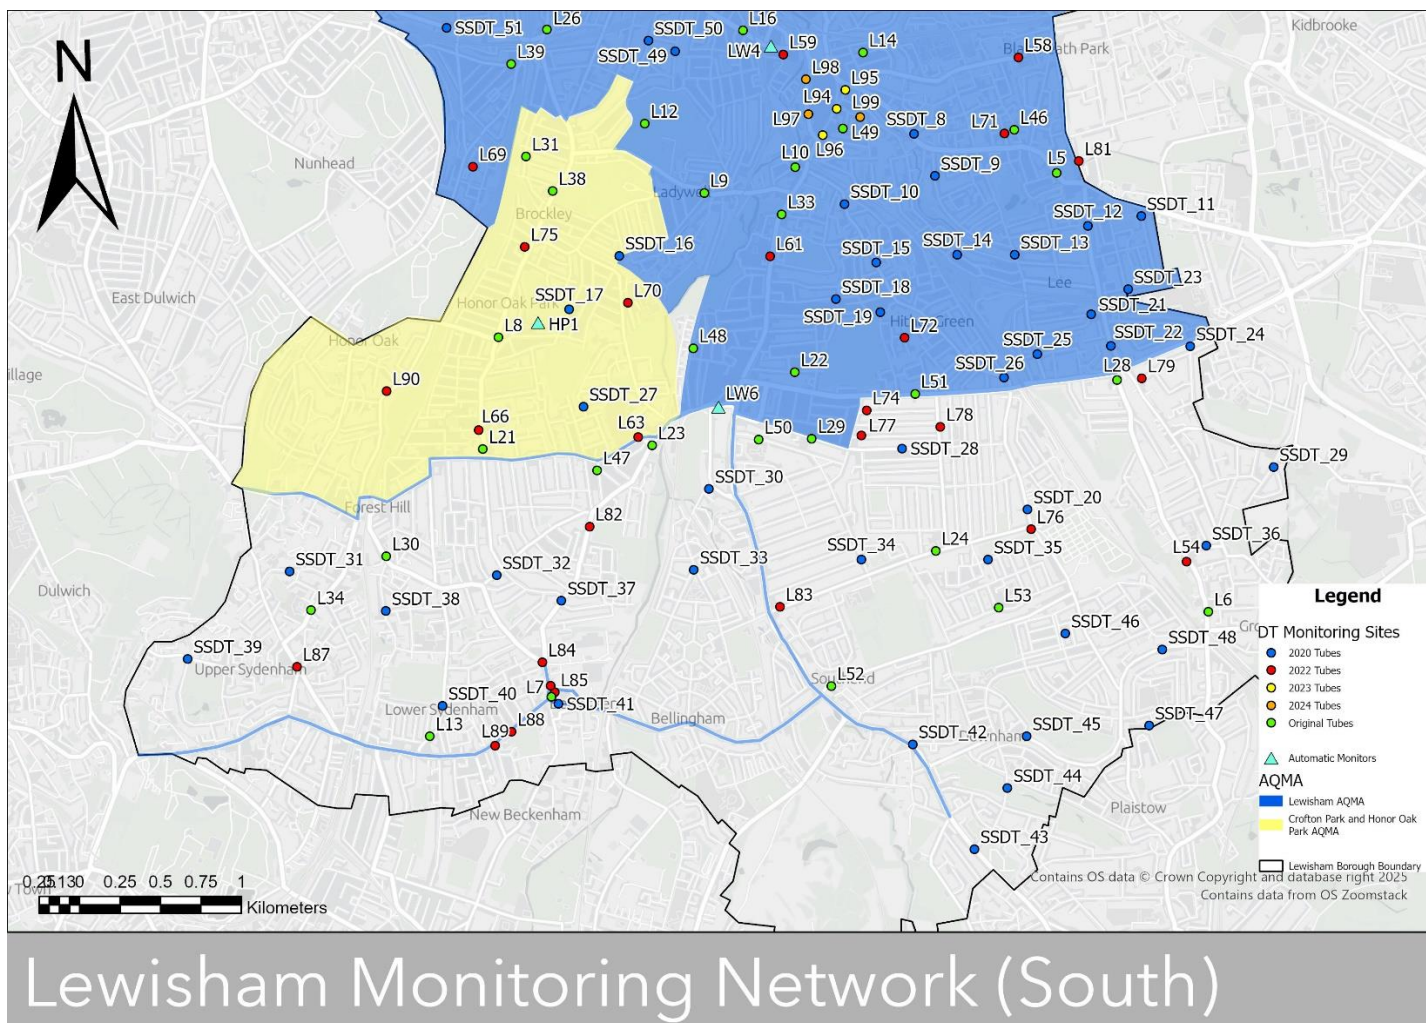 SSDT_51
L26
SSDT_50
L16
Kidbrooke
L39
SSDT_49
LW4
L59
L14
L58
N
L98
L95
L12
L94
L99
L97
L49
SSDT_8
L71
L46
L96
L31
Nunhead
L69
L10
SSDT_9
L5
L81
L38
Brockley
L9
SSDT_10
L33
SSDT_12
SSDT_11
L75
SSDT_16
L61
SSDT_15
SSDT_14
SSDT_13
Lee
East Dulwich
Honor Oak Park
SSDT_17
L70
SSDT_18
SSDT_23
SSDT_21
L8
HP1
SSDT_19
L72
Honor Oak
L48
SSDT_25
SSDT_22
SSDT_24
L22
SSDT_26
L28
L79
L90
SSDT_27
LW6
L51
L74
L66
L21
L63
L23
L50
L29
L77
L78
L47
SSDT_28
SSDT_29
SSDT_30
Forest Hill
L82
SSDT_20
L76
L30
SSDT_31
SSDT_32
SSDT_33
SSDT_34
L24
SSDT_35
L54
SSDT_36
Dulwich
L34
SSDT_38
SSDT_37
L83
L53
L6
SSDT_46
SSDT_48
SSDT_39
Upper Sydenham
L87
L84
L7
L85
SSDT_41
L52
SSDT_40
Lower Sydenham
L13
L88
L89
Bellingham
SSDT_42
SSDT_45
SSDT_47
SSDT_44
New Beckenham
Plaistow
SSDT_43
Legend
DT Monitoring Sites
2020 Tubes
2022 Tubes
2023 Tubes
2024 Tubes
Original Tubes
Automatic Monitors
AQMA
Lewisham AQMA
Crofton Park and Honor Oak
Park AQMA
Lewisham Borough Boundary
Contains OS data © Crown Copyright and database right 2025
Contains data from OS Zoomstack
0.25 0.5 0.75 1
Kilometers
Lewisham Monitoring Network (South)